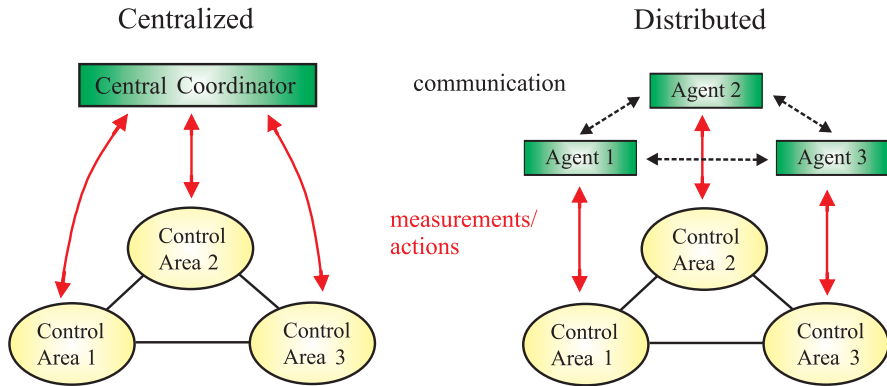 Centralized
Central Coordinator
Control
Area 2
Control
Area 1
Control
Area 3
Distributed
communication
Agent 2
Agent 1
Agent 3
measurements/
actions
Control
Area 2
Control
Area 1
Control
Area 3